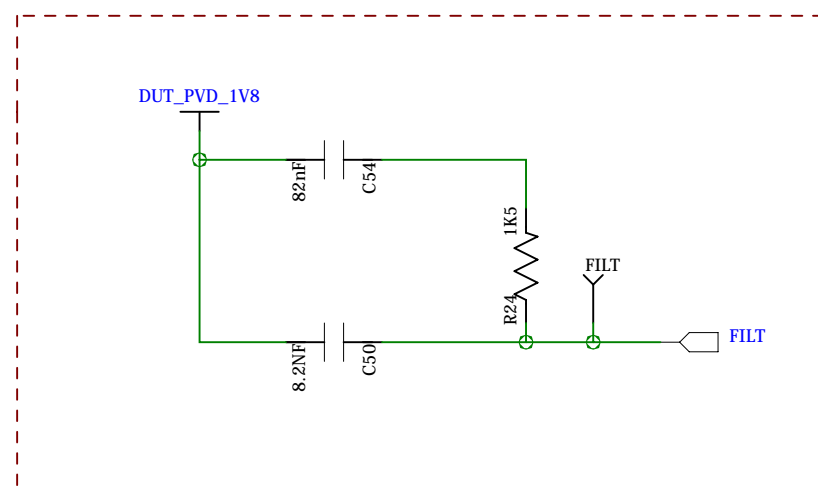 DUT_PVD_1V8
82nF
C54
1K5
R24
FILT
FILT
8.2NF
C50